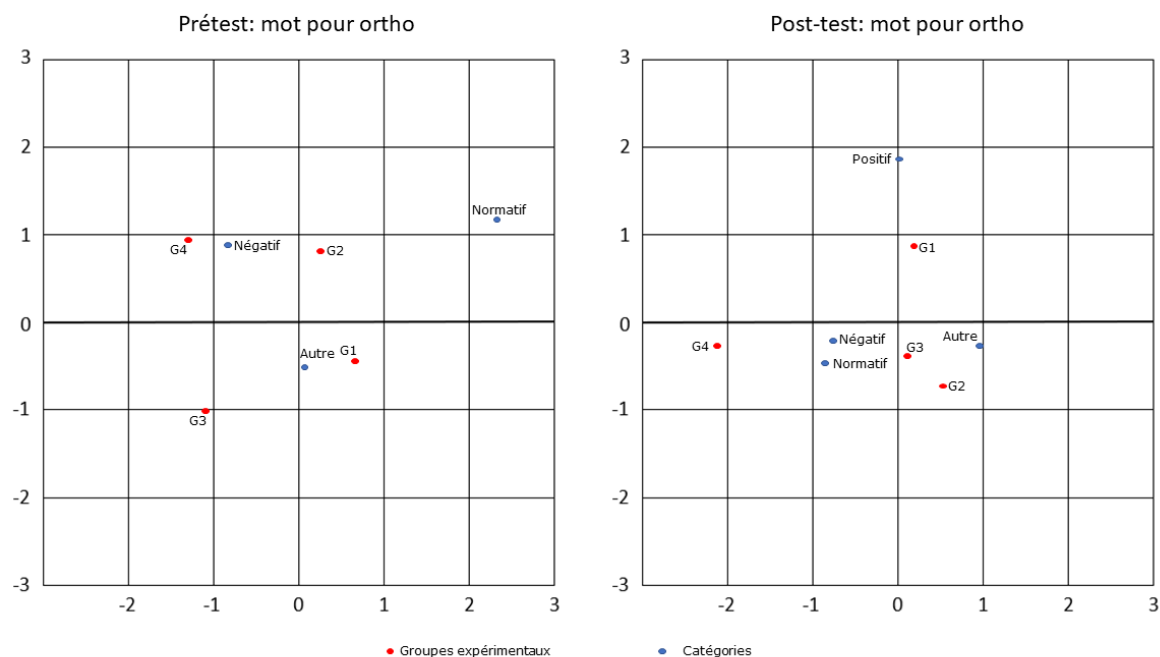 Prétest: mot pour ortho
3
2
Normatif
1
G4
Négatif
G2
0
Autre
G1
-1
G3
-2
-3
-2
-1
0
1
2
3
Post-test: mot pour ortho
3
2
Positif
1
G1
0
G4
Négatif
G3
Autre
Normatif
G2
-1
-2
-3
-2
-1
0
1
2
3
Groupes expérimentaux
Catégories